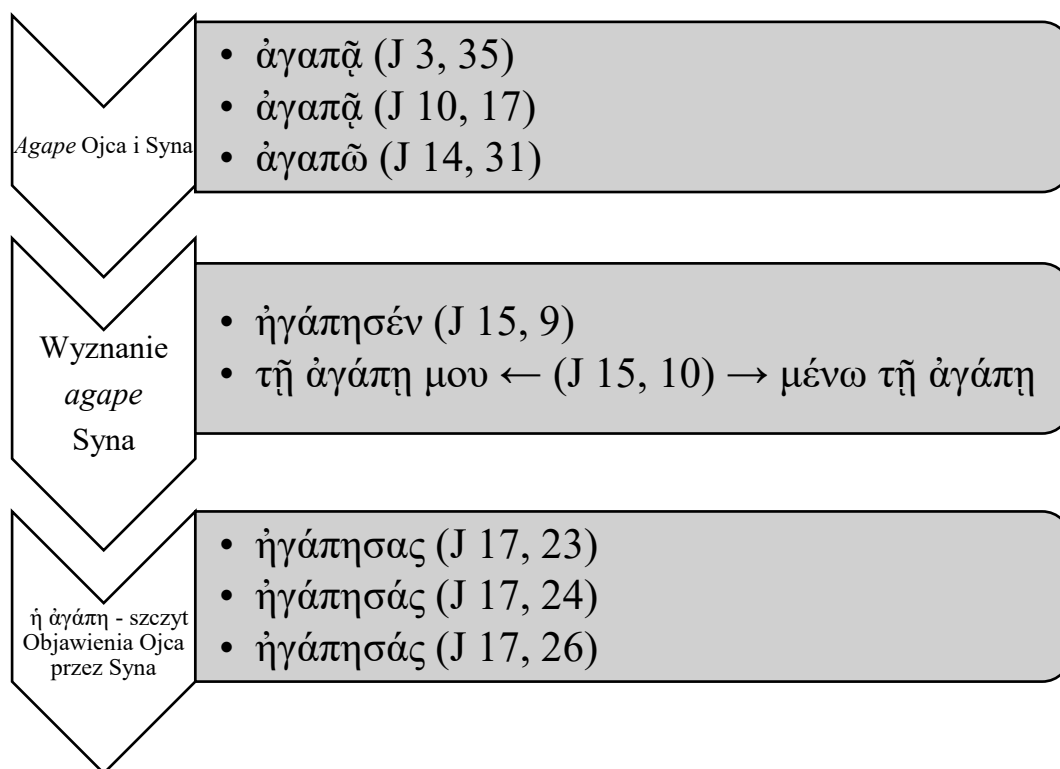 Agape Ojca i Syna
• ἀγαπᾷ (J 3, 35)
• ἀγαπᾷ (J 10, 17)
• ἀγαπῶ (J 14, 31)
Wyznanie
agape
Syna
• ἠγάπησέν (J 15, 9)
• τῇ ἀγάπῃ μου ← (J 15, 10) → μένω τῇ ἀγάπῃ
ἡ ἀγάπη - szczyt
Objawienia Ojca
przez Syna
• ἠγάπησας (J 17, 23)
• ἠγάπησάς (J 17, 24)
• ἠγάπησάς (J 17, 26)